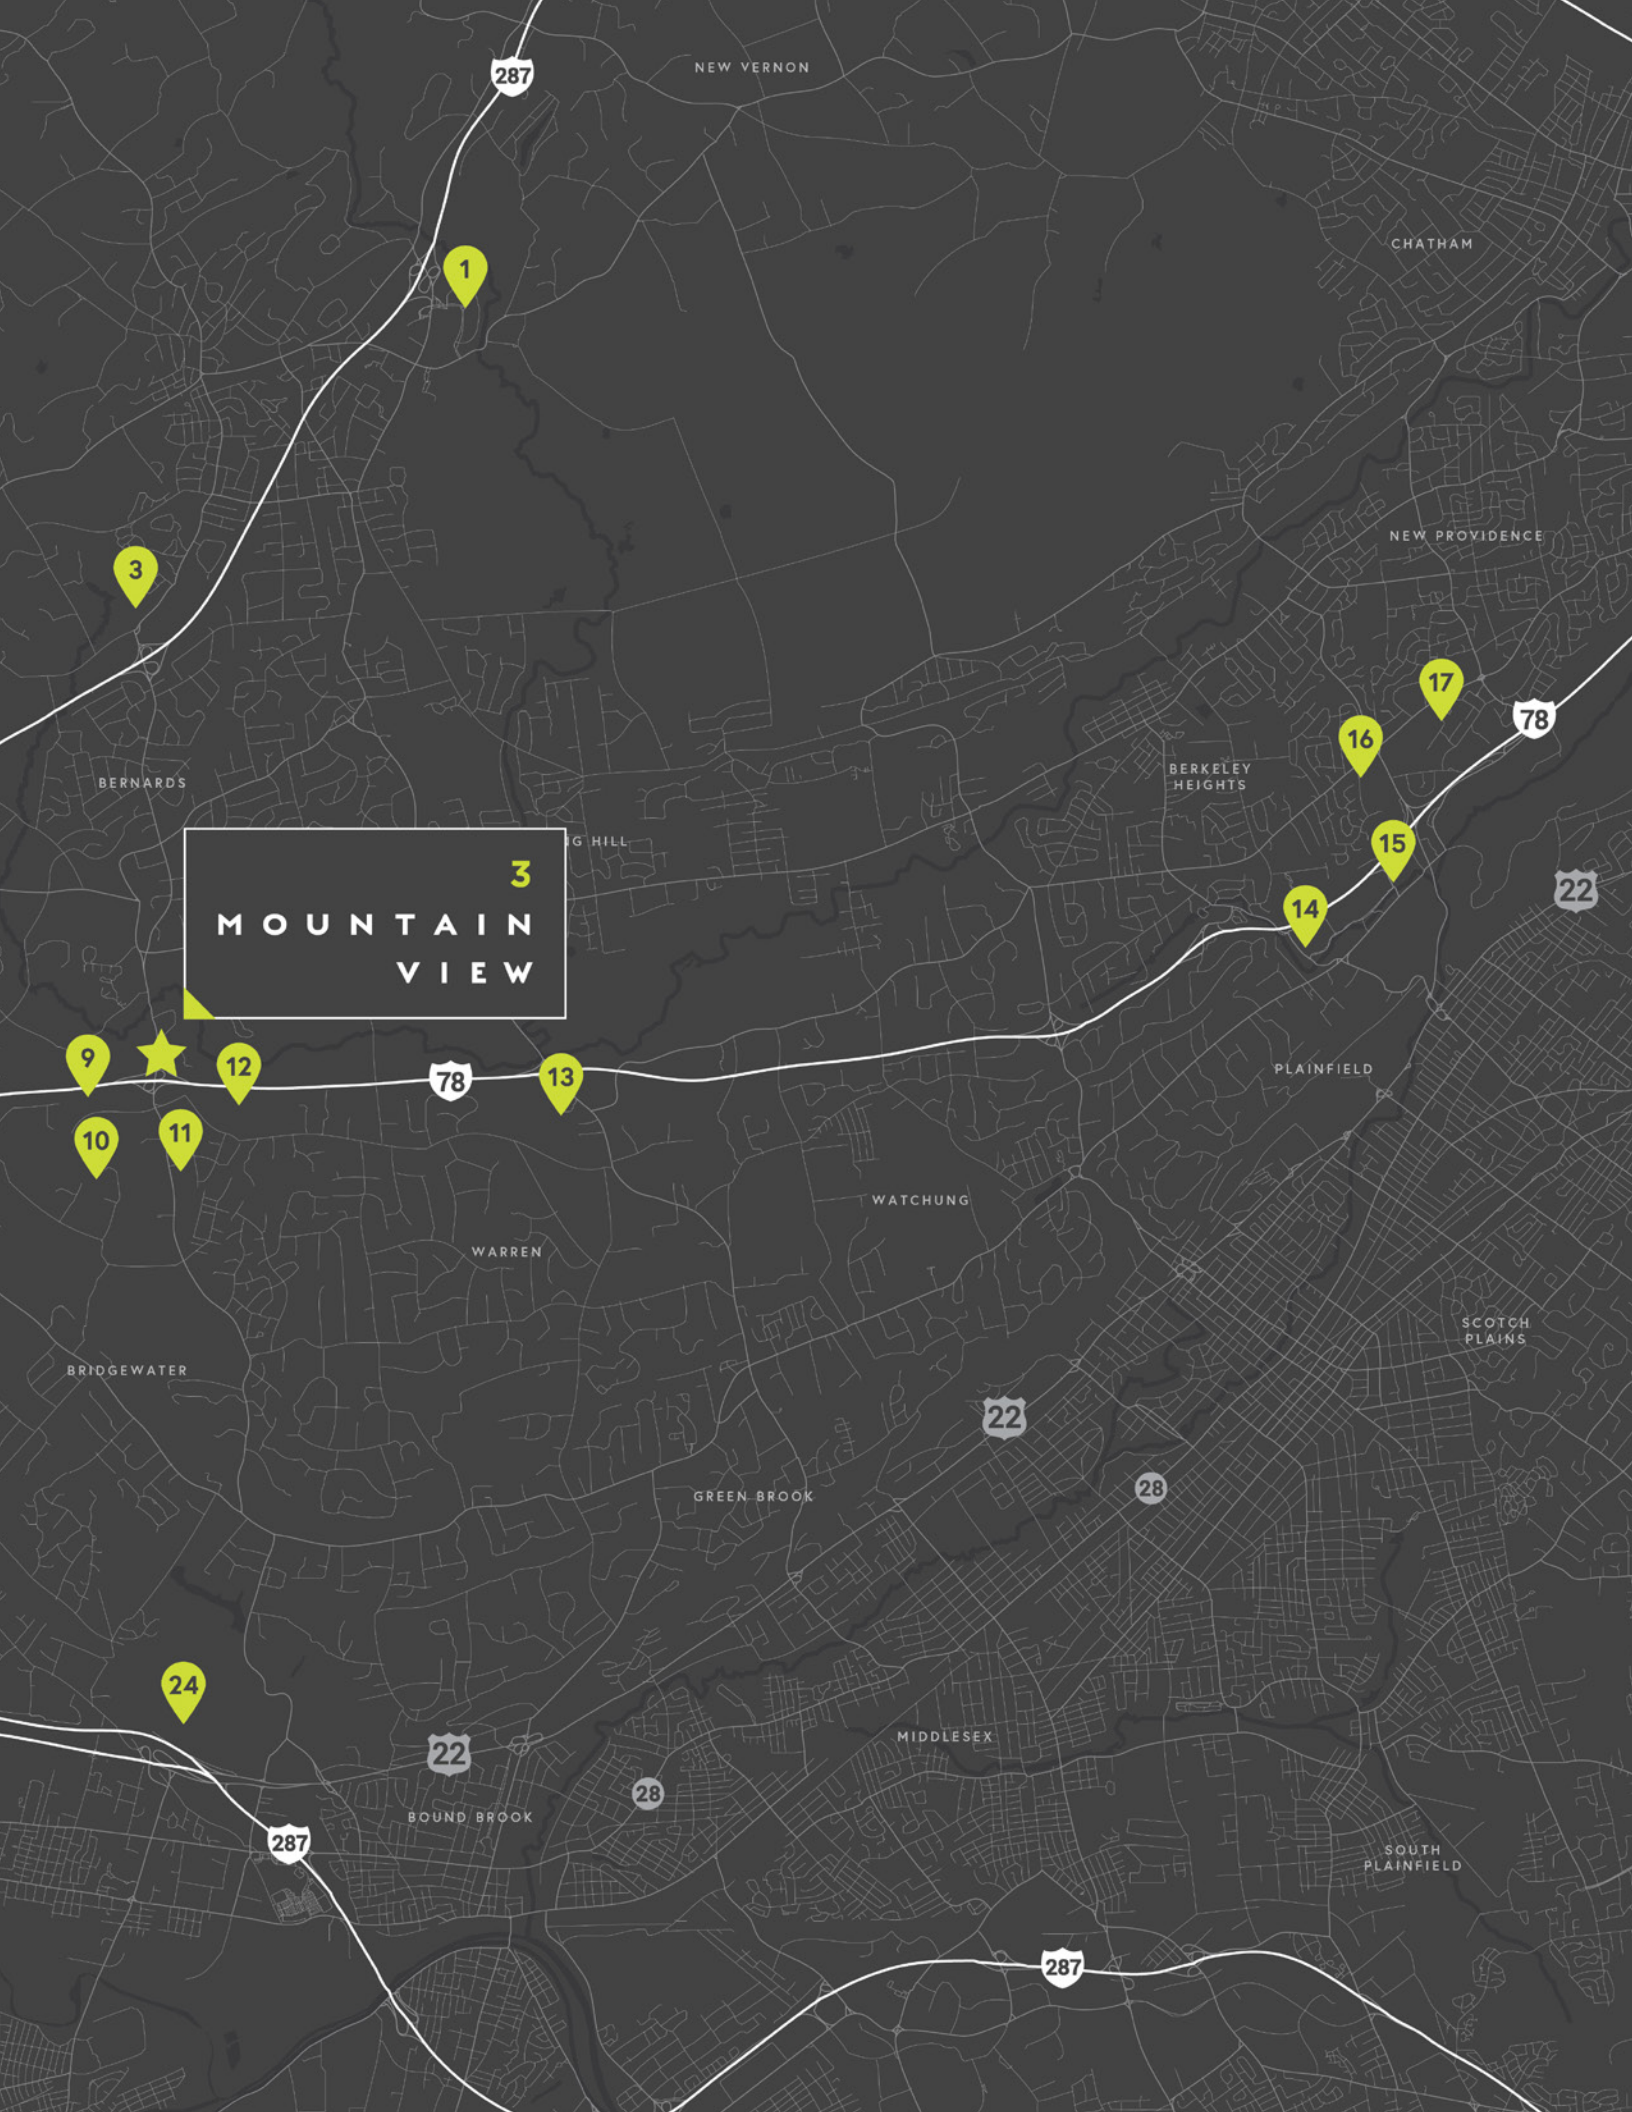 287
NEW VERNON
CHATHAM
1
NEW PROVIDENCE
3
17
78
16
BERKELEY
HEIGHTS
BERNARDS
NG HILL
15
3
MOUNTAIN
VIEW
22
14
9
12
78
13
PLAINFIELD
10
11
WATCHUNG
WARREN
SCOTCH
PLAINS
BRIDGEWATER
22
28
GREEN BROOK
24
MIDDLESEX
22
28
BOUND BROOK
287
SOUTH
PLAINFIELD
287